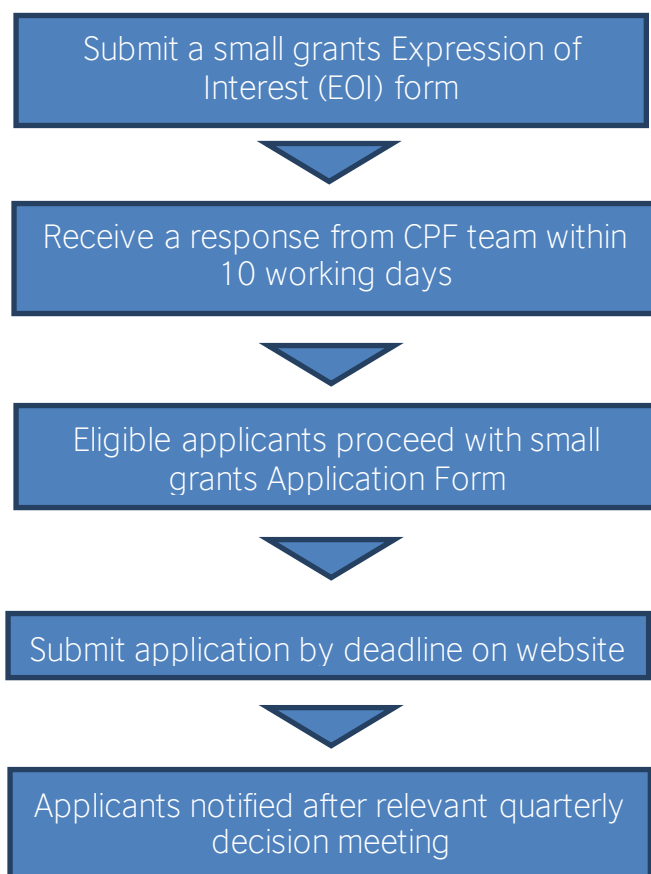 Submit a small grants Expression of
Interest (EOI) form
Receive a response from CPF team within
10 working days
Eligible applicants proceed with small
grants Application Form
Submit application by deadline on website
Applicants notified after relevant quarterly
decision meeting